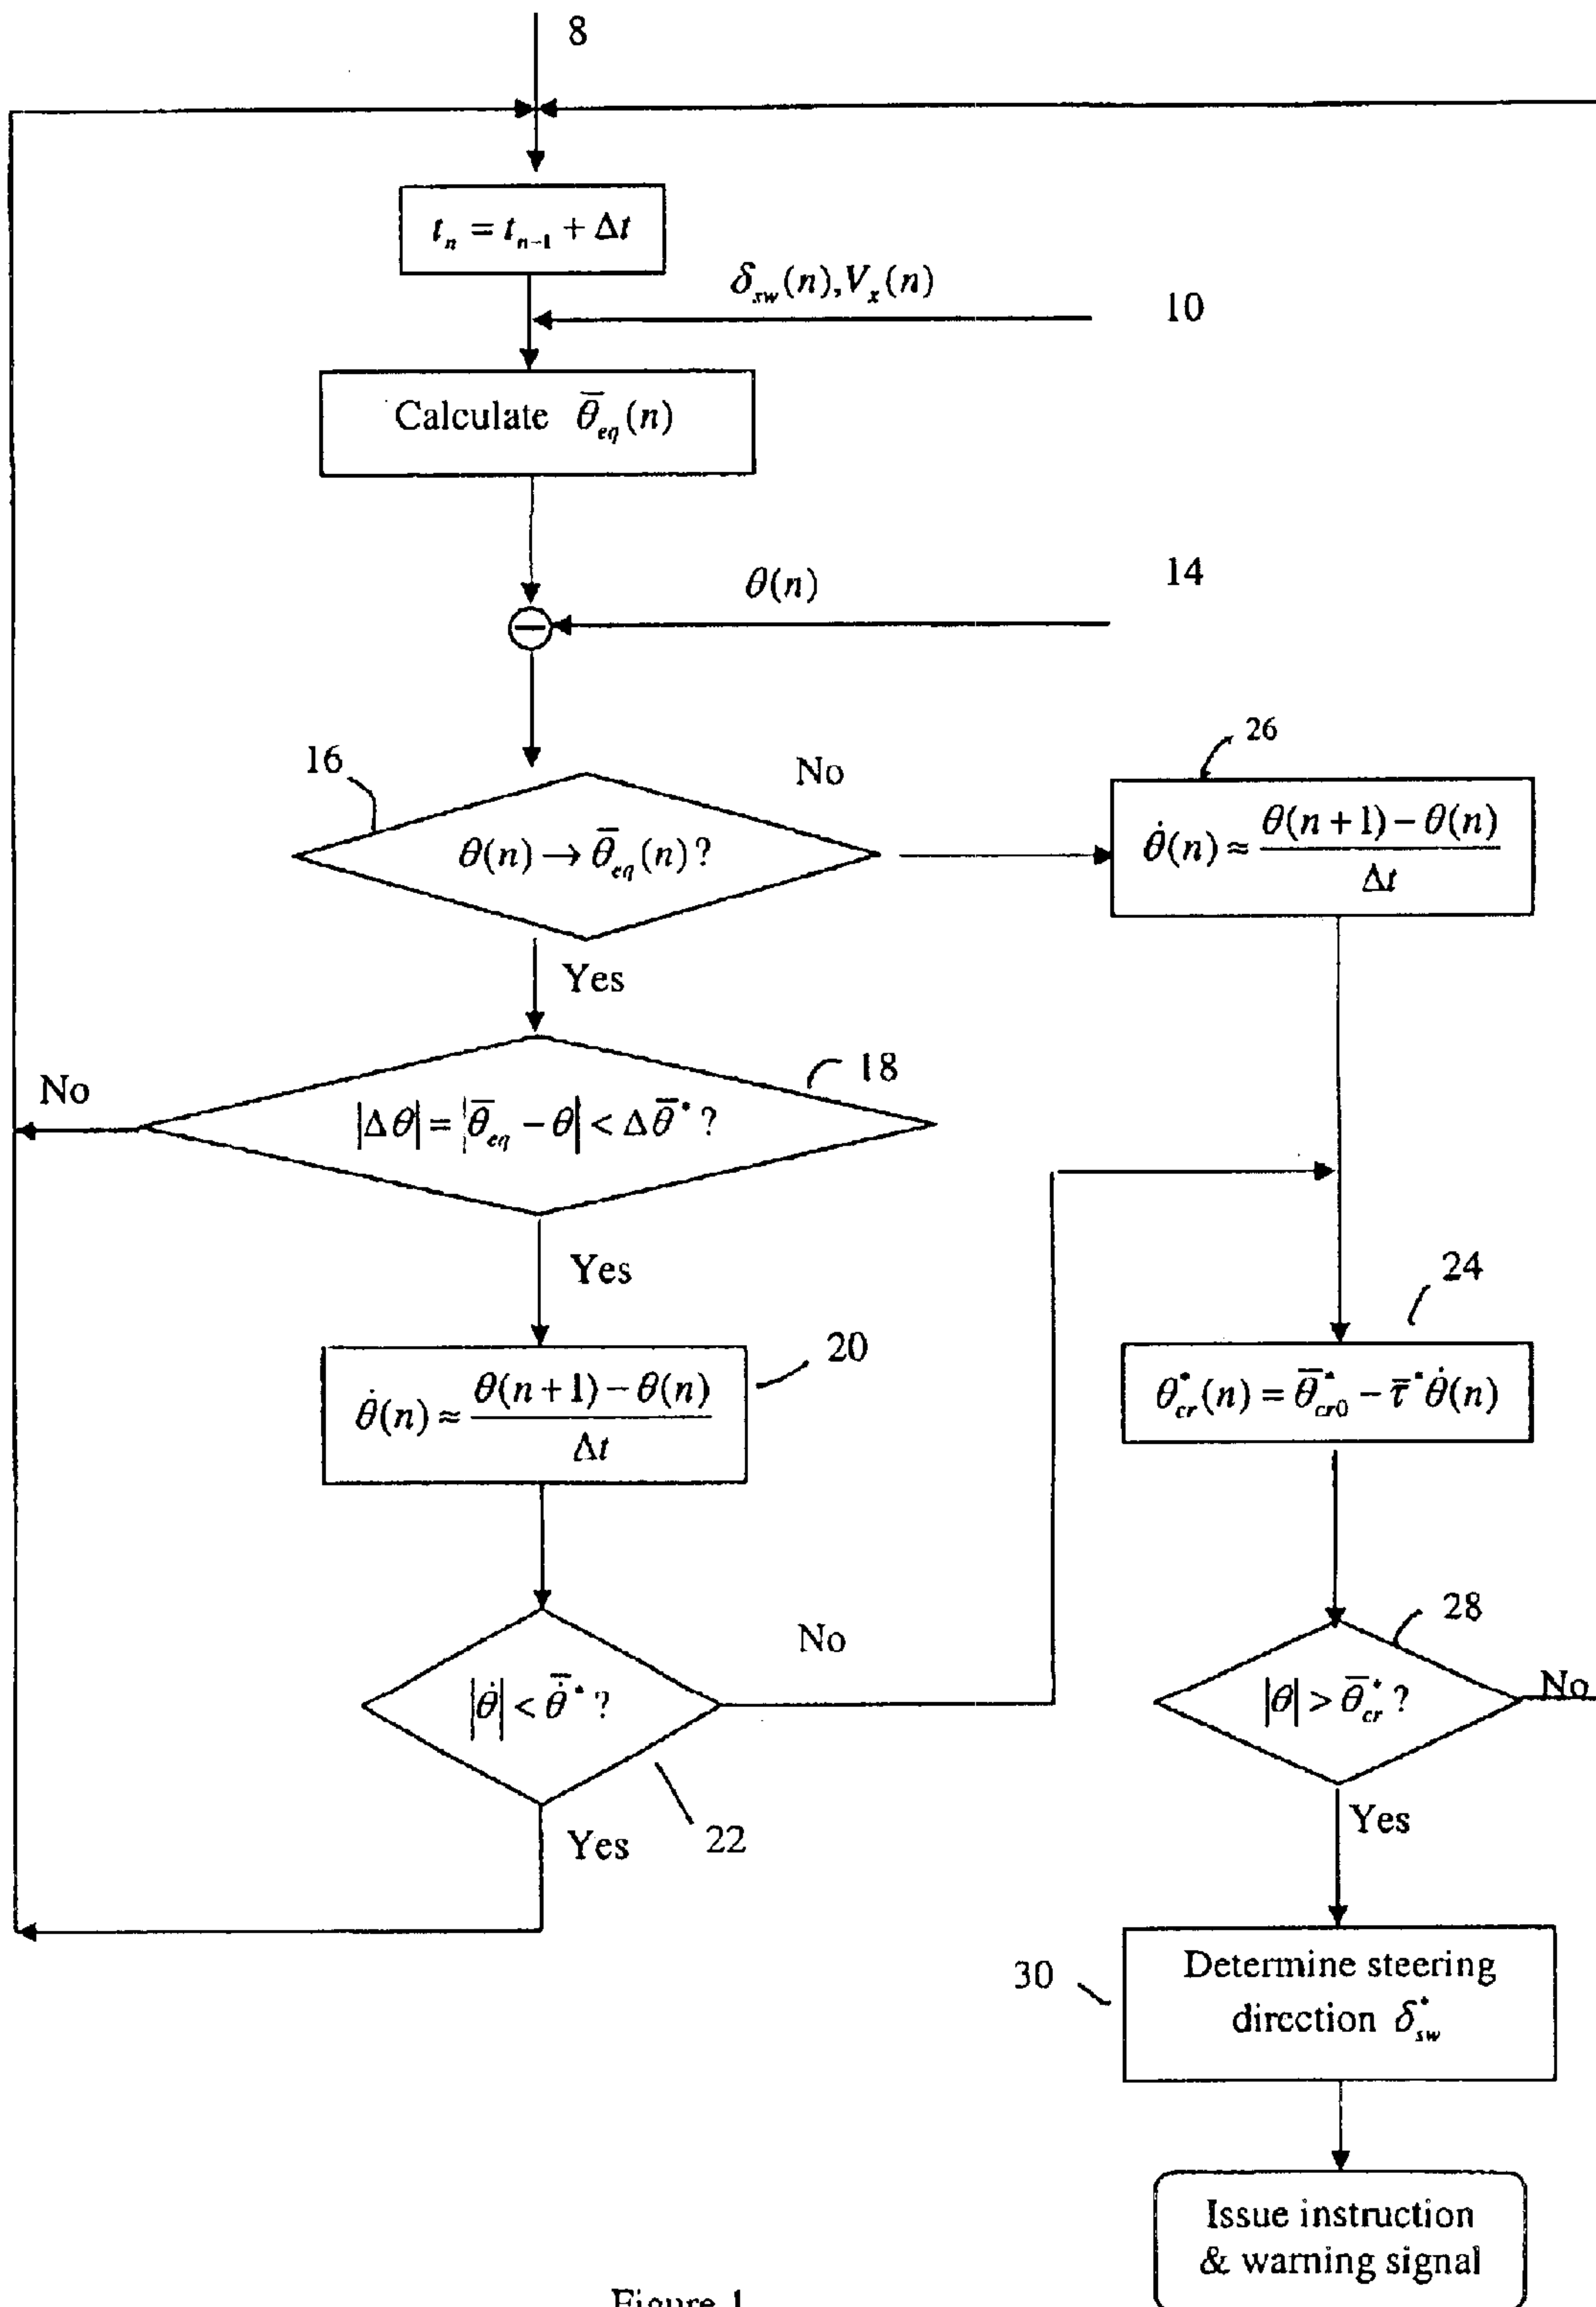 8
tₙ = tₙ₋₁ + Δt
δ_sw(n), V_x(n)
10
Calculate θ̄_eq(n)
θ(n)
14
−
16
No
26
θ(n) → θ̄_eq(n) ?
θ̇(n) ≈ θ(n + 1) − θ(n) / Δt
Yes
No
18
|Δθ| = |θ̄_eq − θ| < Δθ̄* ?
Yes
24
20
θ̇(n) ≈ θ(n + 1) − θ(n) / Δt
θ*_cr(n) = θ̄*_cr0 − τ̄*θ̇(n)
28
No
|θ̇| < θ̇̄* ?
|θ| > θ̄*_cr ?
No
22
Yes
Yes
30
Determine steering
direction δ*_sw
Issue instruction
& warning signal
Figure 1